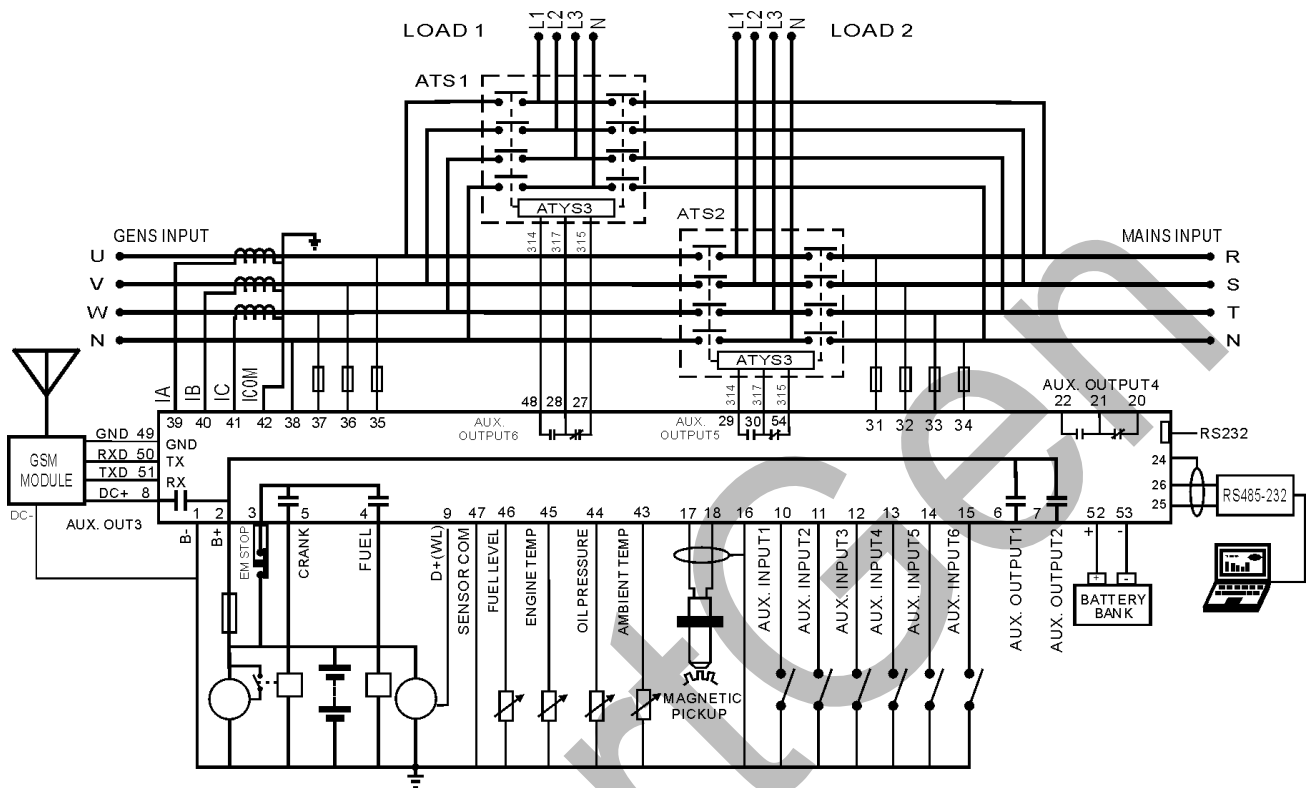 L1 L2 L3 N
LOAD 1
L1 L2 L3 N
LOAD 2
ATS1
ATYS3
314 317 315
ATS2
ATYS3
314 317 315
GENS INPUT
U
V
W
N
MAINS INPUT
R
S
T
N
IA IB IC ICOM
39 40 41 42 38 37 36 35
48 28 27
AUX. OUTPUT6
29 30 54
AUX. OUTPUT5
31 32 33 34
AUX. OUTPUT4
22 21 20
GSM MODULE
GND 49 GND
RXD 50 TX
TXD 51 RX
DC+ 8
DC-
AUX. OUT3
RS232
24
26
25
RS485-232
1 2 3 5 4 9 47 46 45 44 43 17 18 16 10 11 12 13 14 15 6 7 52 53
B-
B+
EM STOP
CRANK
FUEL
D+(WL)
SENSOR COM
FUEL LEVEL
ENGINE TEMP
OIL PRESSURE
AMBIENT TEMP
MAGNETIC PICKUP
AUX. INPUT1
AUX. INPUT2
AUX. INPUT3
AUX. INPUT4
AUX. INPUT5
AUX. INPUT6
AUX. OUTPUT1
AUX. OUTPUT2
+ -
+ -
BATTERY BANK
rtGen